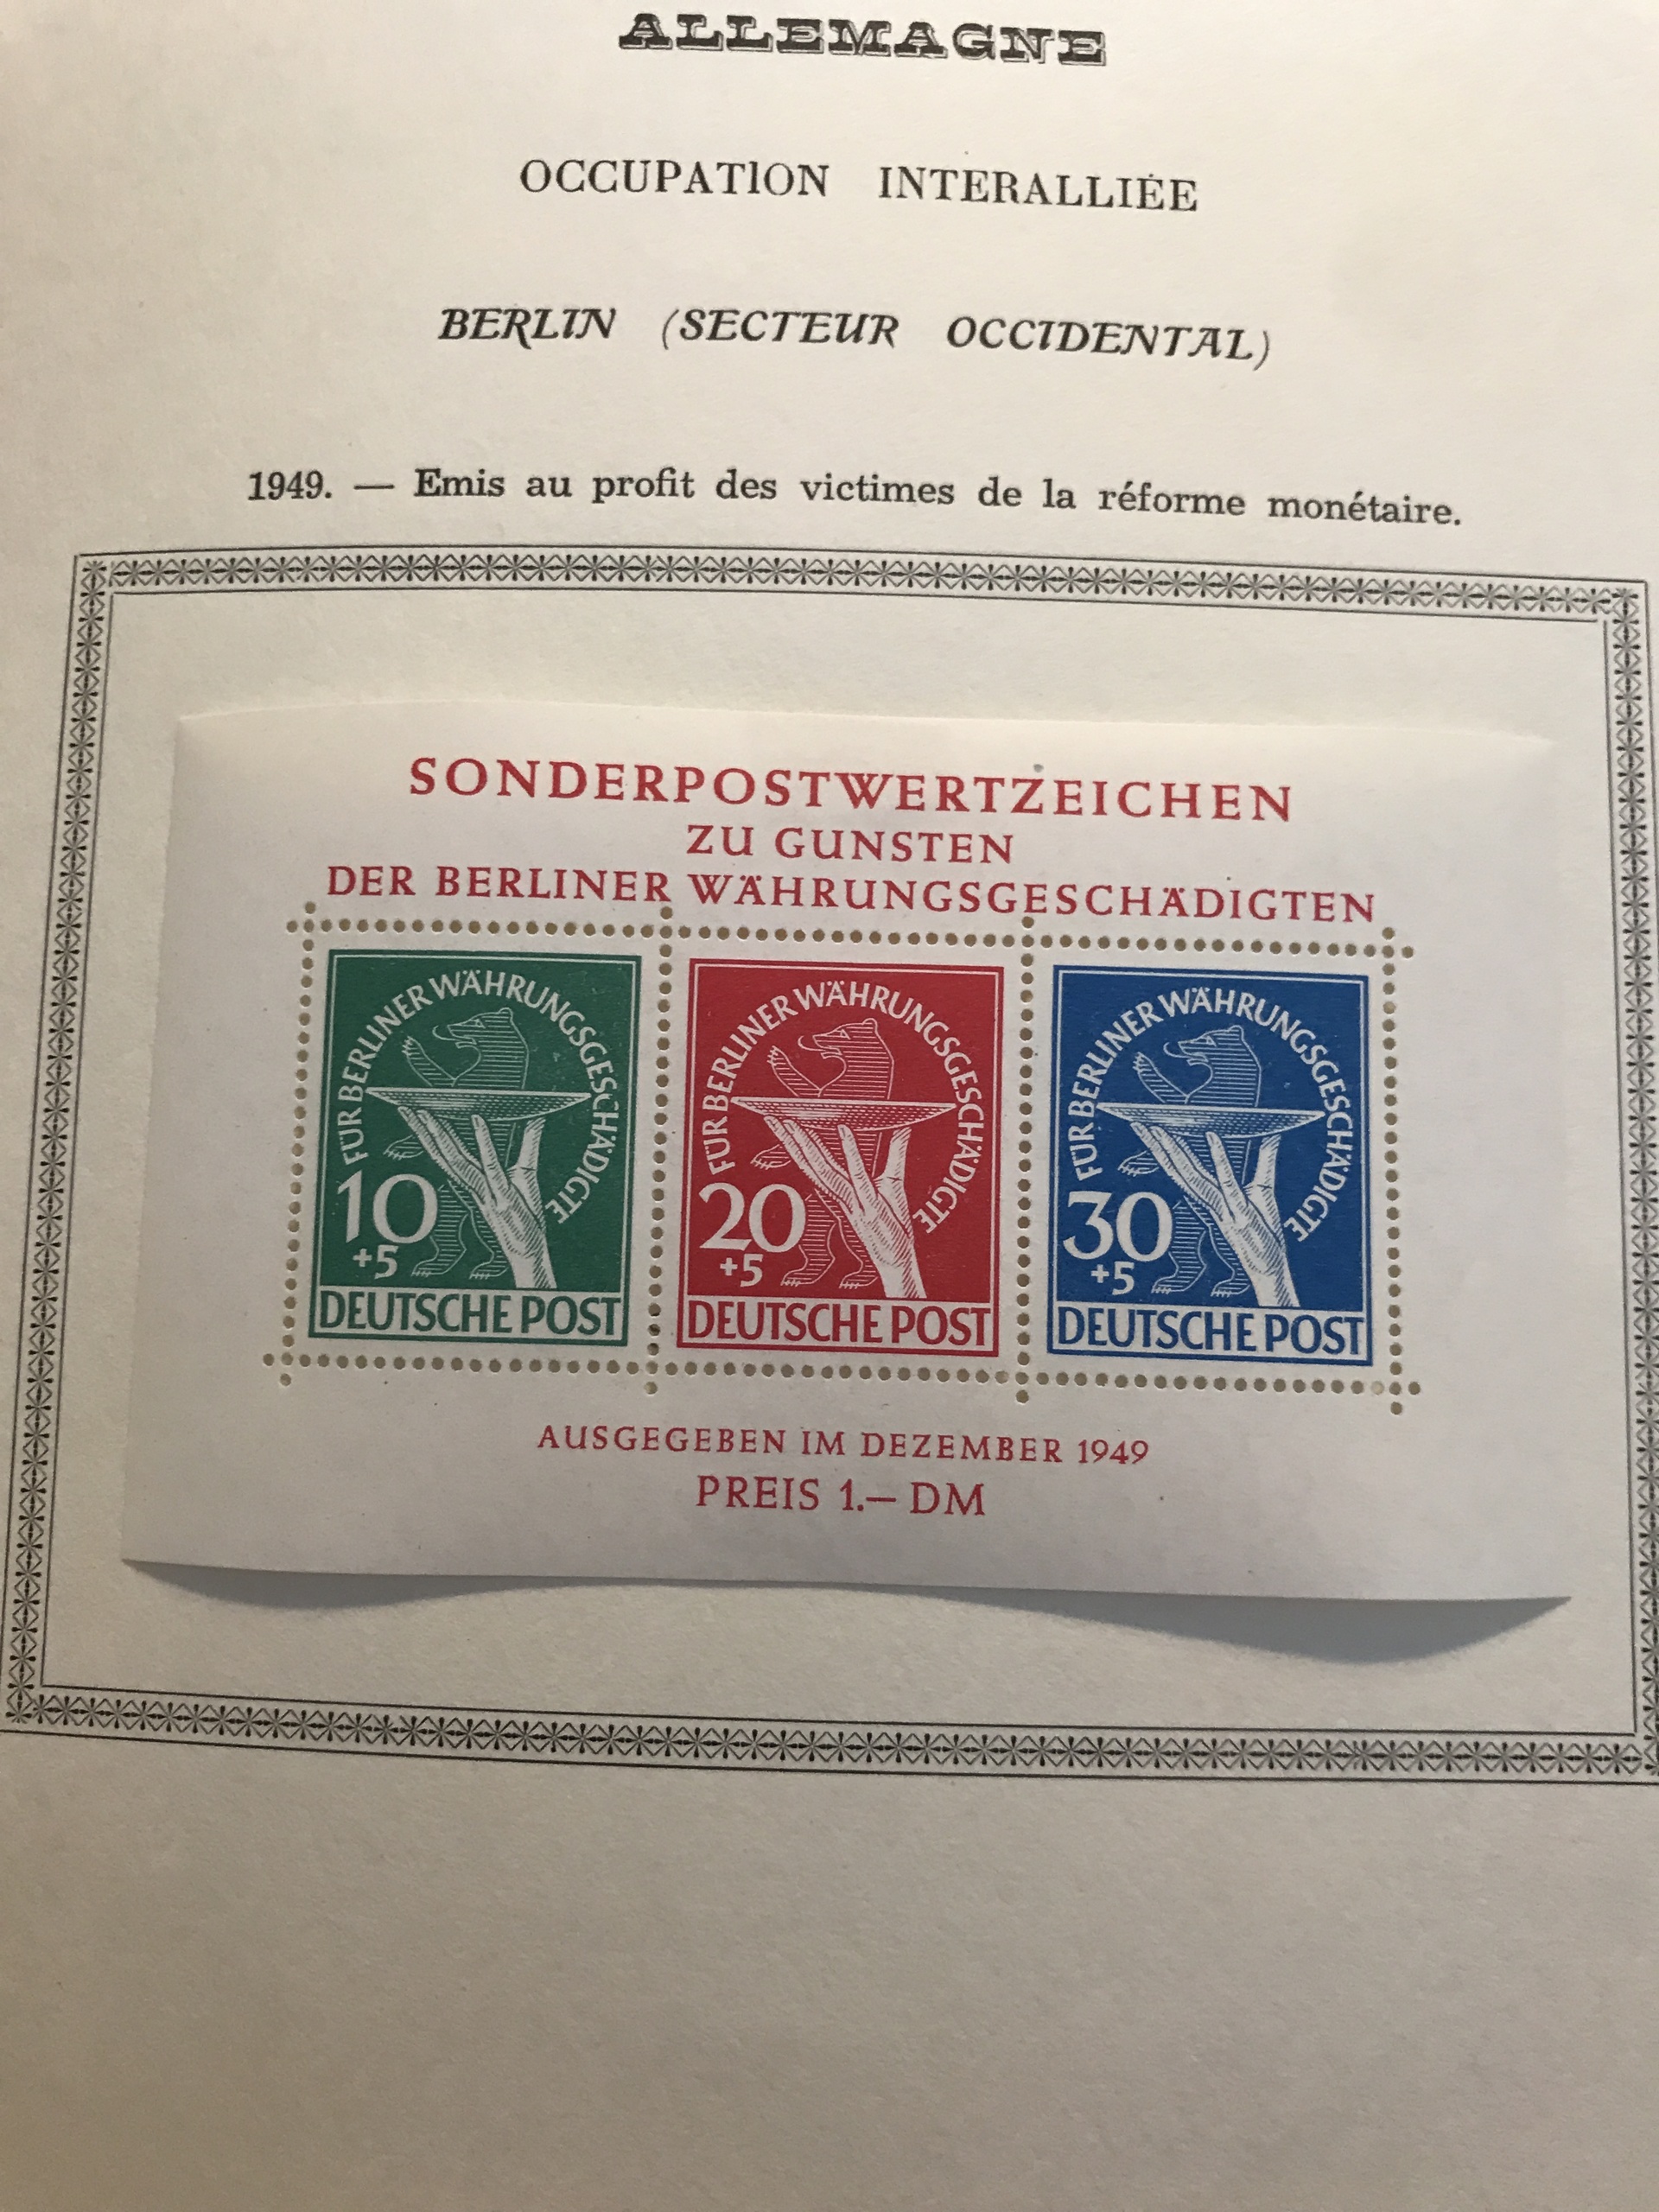 ALLEMAGNE
OCCUPATION INTERALLIÉE
BERLIN (SECTEUR OCCIDENTAL)
1949. — Emis au profit des victimes de la réforme monétaire.
SONDERPOSTWERTZEICHEN
ZU GUNSTEN
DER BERLINER WÄHRUNGSGESCHÄDIGTEN
FÜR BERLINER WÄHRUNGSGESCHÄDIGTE
10
+5
DEUTSCHE POST
FÜR BERLINER WÄHRUNGSGESCHÄDIGTE
20
+5
DEUTSCHE POST
FÜR BERLINER WÄHRUNGSGESCHÄDIGTE
30
+5
DEUTSCHE POST
AUSGEGEBEN IM DEZEMBER 1949
PREIS 1.— DM